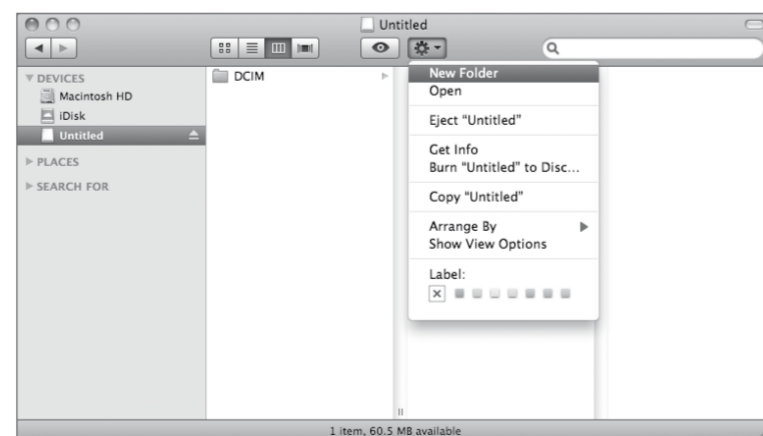 Untitled
DEVICES
Macintosh HD
iDisk
Untitled
PLACES
SEARCH FOR
DCIM
New Folder
Open
Eject “Untitled”
Get Info
Burn “Untitled” to Disc...
Copy “Untitled”
Arrange By
Show View Options
Label:
1 item, 60.5 MB available